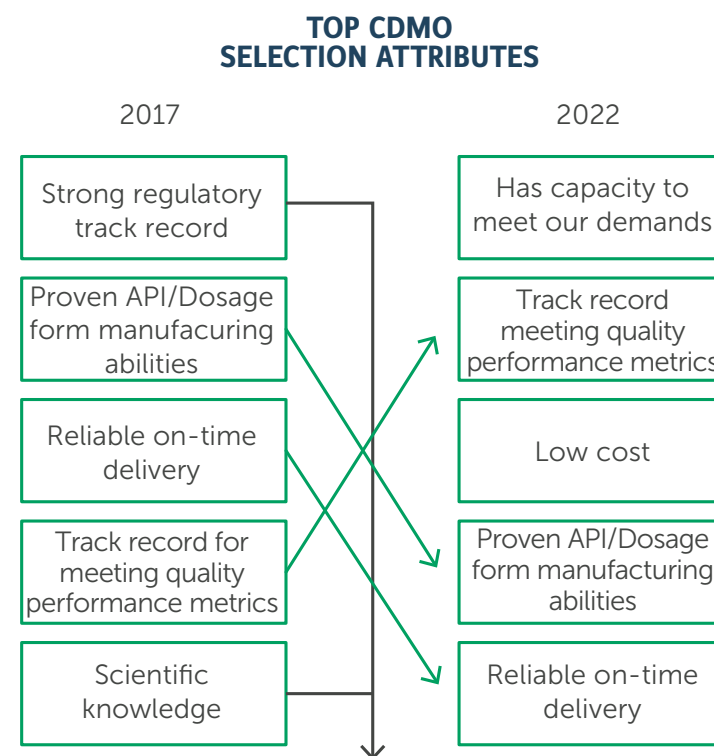 TOP CDMO
SELECTION ATTRIBUTES
2017
Strong regulatory
track record
Proven API/Dosage
form manufacuring
abilities
Reliable on-time
delivery
Track record for
meeting quality
performance metrics
Scientific
knowledge
2022
Has capacity to
meet our demands
Track record
meeting quality
performance metrics
Low cost
Proven API/Dosage
form manufacturing
abilities
Reliable on-time
delivery